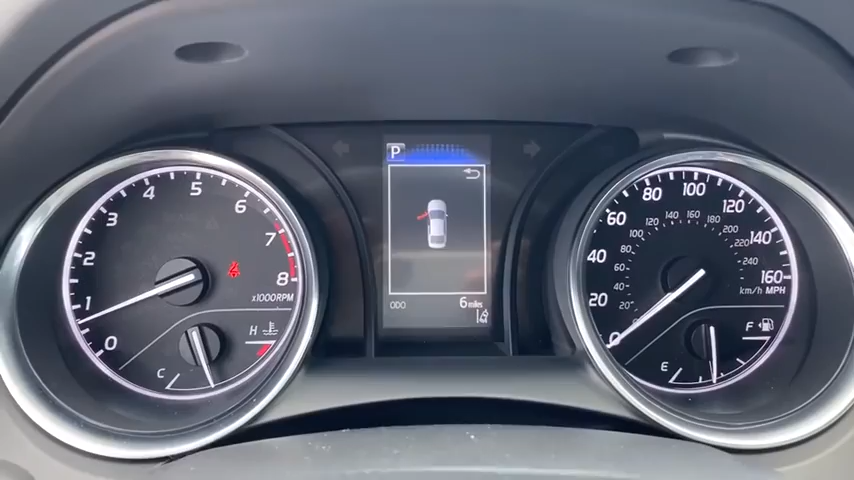 P
0 1 2 3 4 5 6 7 8
x1000RPM
C H
ODO 6 miles
0 20 40 60 80 100 120 140 160
20 40 60 80 100 120 140 160 180 200 220 240
km/h MPH
E F